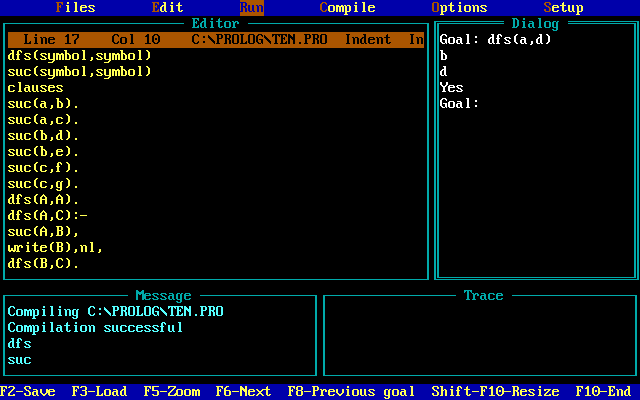 Files Edit Run Compile Options Setup
Editor
Line 17 Col 10 C:\PROLOG\TEN.PRO Indent In
dfs(symbol,symbol)
suc(symbol,symbol)
clauses
suc(a,b).
suc(a,c).
suc(b,d).
suc(b,e).
suc(c,f).
suc(c,g).
dfs(A,A).
dfs(A,C):-
suc(A,B),
write(B),nl,
dfs(B,C).
Dialog
Goal: dfs(a,d)
b
d
Yes
Goal:
Message
Compiling C:\PROLOG\TEN.PRO
Compilation successful
dfs
suc
Trace
F2-Save F3-Load F5-Zoom F6-Next F8-Previous goal Shift-F10-Resize F10-End